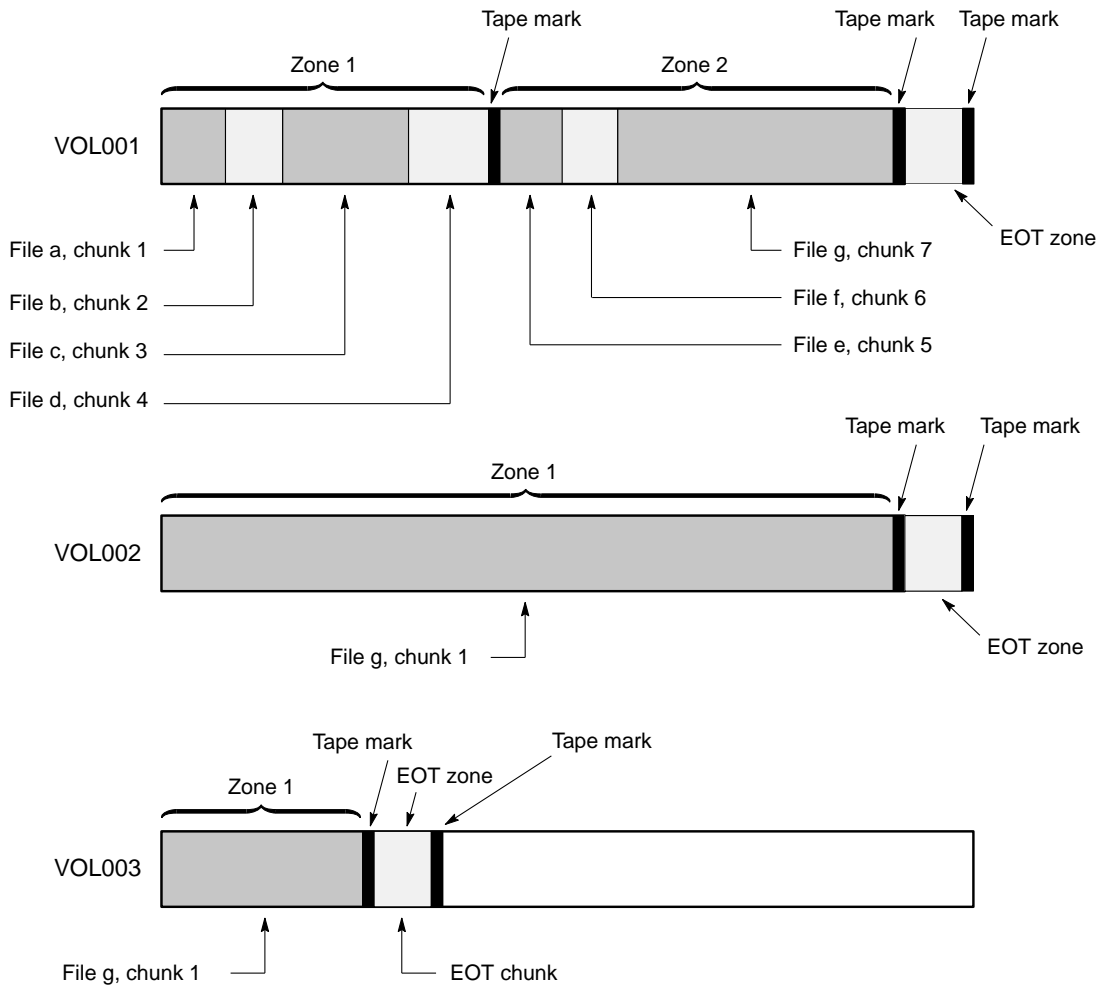 Tape mark
Tape mark
Tape mark
Zone 1
Zone 2
VOL001
File a, chunk 1
File g, chunk 7
EOT zone
File b, chunk 2
File f, chunk 6
File c, chunk 3
File e, chunk 5
File d, chunk 4
Tape mark
Tape mark
Zone 1
VOL002
File g, chunk 1
EOT zone
Tape mark
Tape mark
EOT zone
Zone 1
VOL003
File g, chunk 1
EOT chunk